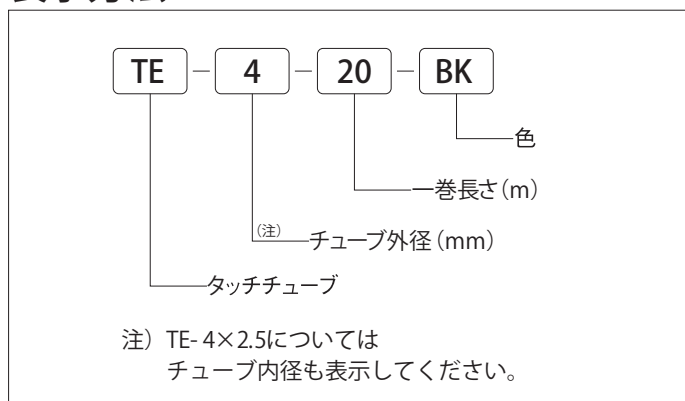 TE - 4 - 20 - BK
色
一巻長さ(m)
(注) チューブ外径(mm)
タッチチューブ
注) TE- 4×2.5については
チューブ内径も表示してください。